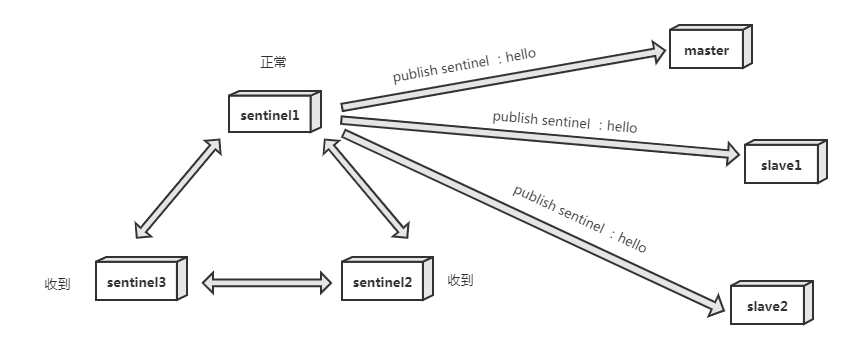 正常
publish sentinel ：hello
master
sentinel1
publish sentinel ：hello
slave1
publish sentinel ：hello
收到
sentinel3
sentinel2
收到
slave2